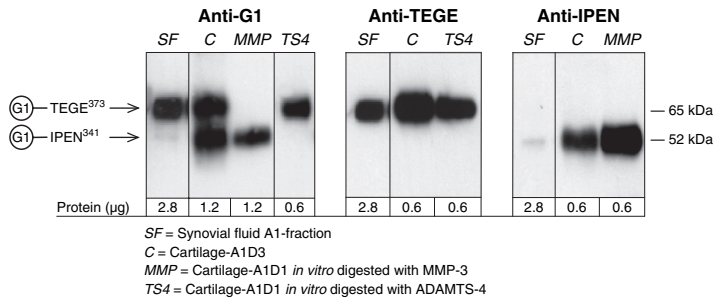 Anti-G1 Anti-TEGE Anti-IPEN
SF C MMP TS4 SF C TS4 SF C MMP
G1 TEGE373 65 kDa
G1 IPEN341 52 kDa
Protein (µg) 2.8 1.2 1.2 0.6 2.8 0.6 0.6 2.8 0.6 0.6
SF = Synovial fluid A1-fraction
C = Cartilage-A1D3
MMP = Cartilage-A1D1 in vitro digested with MMP-3
TS4 = Cartilage-A1D1 in vitro digested with ADAMTS-4